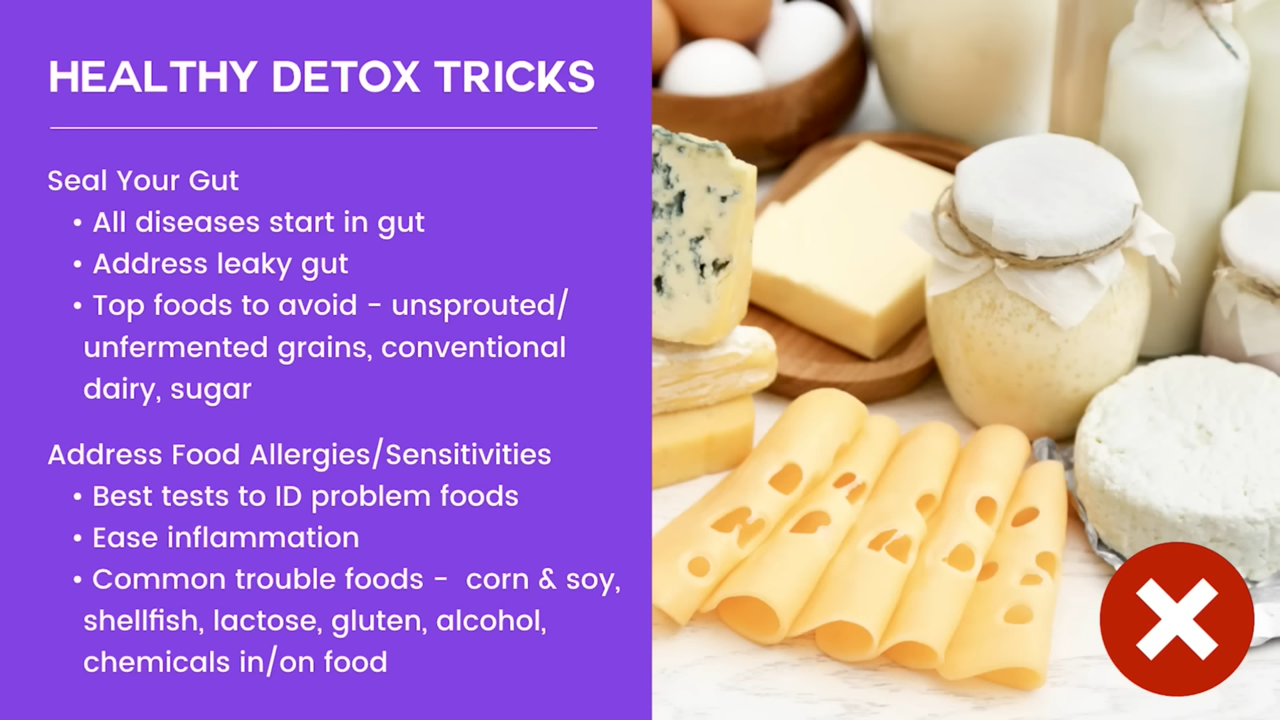 HEALTHY DETOX TRICKS
Seal Your Gut
• All diseases start in gut
• Address leaky gut
• Top foods to avoid - unsprouted/
unfermented grains, conventional
dairy, sugar
Address Food Allergies/Sensitivities
• Best tests to ID problem foods
• Ease inflammation
• Common trouble foods -  corn & soy,
shellfish, lactose, gluten, alcohol,
chemicals in/on food